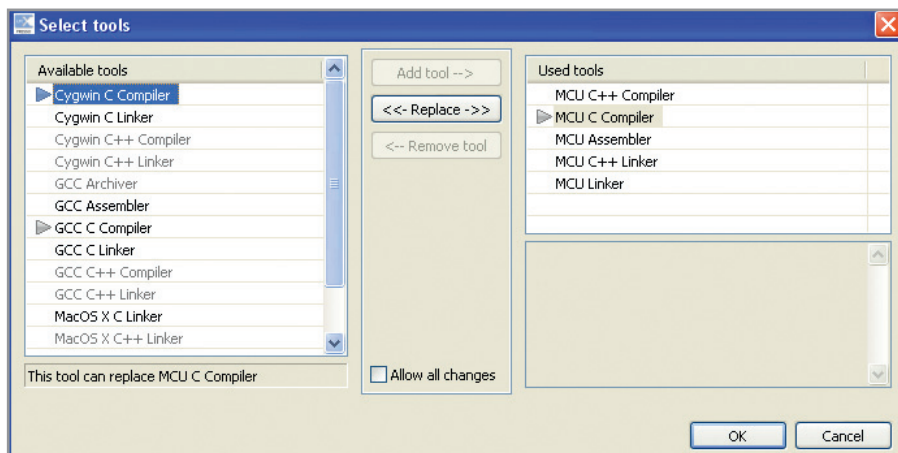 Select tools
Available tools
Cygwin C Compiler
Cygwin C Linker
Cygwin C++ Compiler
Cygwin C++ Linker
GCC Archiver
GCC Assembler
GCC C Compiler
GCC C Linker
GCC C++ Compiler
GCC C++ Linker
MacOS X C Linker
MacOS X C++ Linker
This tool can replace MCU C Compiler
Add tool -->
<<- Replace ->>
<-- Remove tool
Allow all changes
Used tools
MCU C++ Compiler
MCU C Compiler
MCU Assembler
MCU C++ Linker
MCU Linker
OK
Cancel